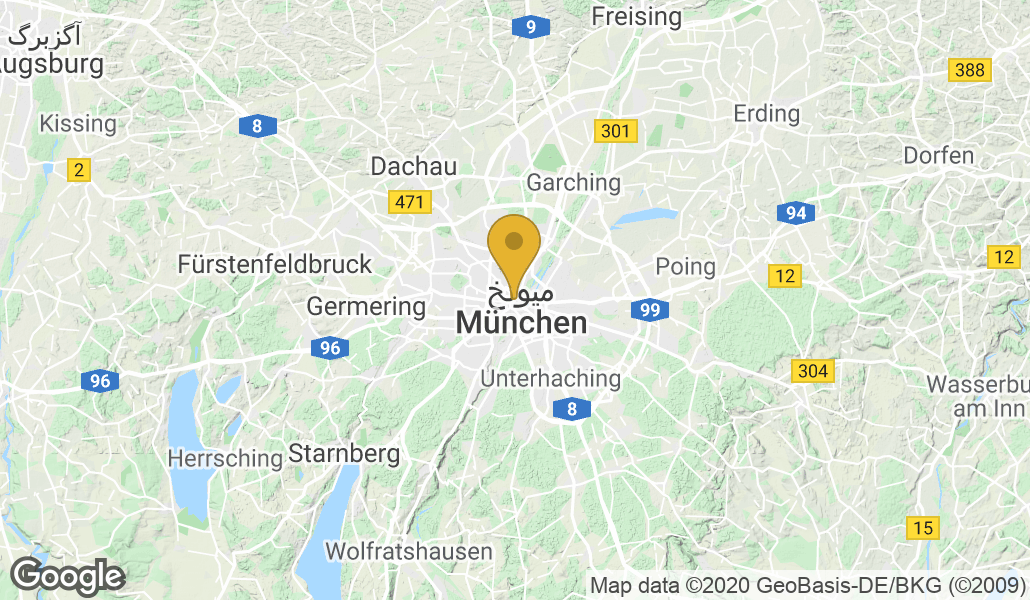 Freising
9
آگزبرگ
Augsburg
388
Kissing
8
301
Erding
Dorfen
Dachau
2
Garching
471
94
12
Fürstenfeldbruck
Poing
12
میونخ
Germering
99
München
96
304
96
Unterhaching
Wasserbu
am Inn
8
Herrsching
Starnberg
15
Wolfratshausen
Google
Map data ©2020 GeoBasis-DE/BKG (©2009)